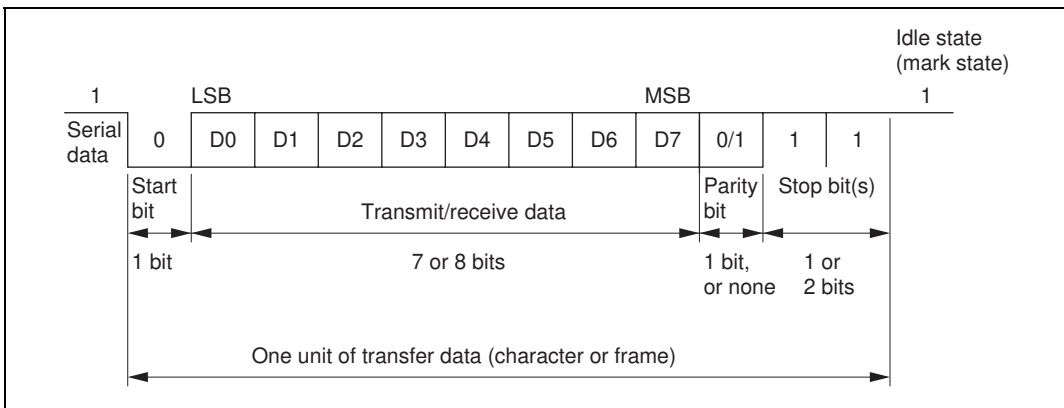 Idle state
(mark state)
1 LSB MSB 1
Serial
data
0 D0 D1 D2 D3 D4 D5 D6 D7 0/1 1 1
Start
bit
Transmit/receive data
Parity
bit
Stop bit(s)
1 bit
7 or 8 bits
1 bit,
or none
1 or
2 bits
One unit of transfer data (character or frame)